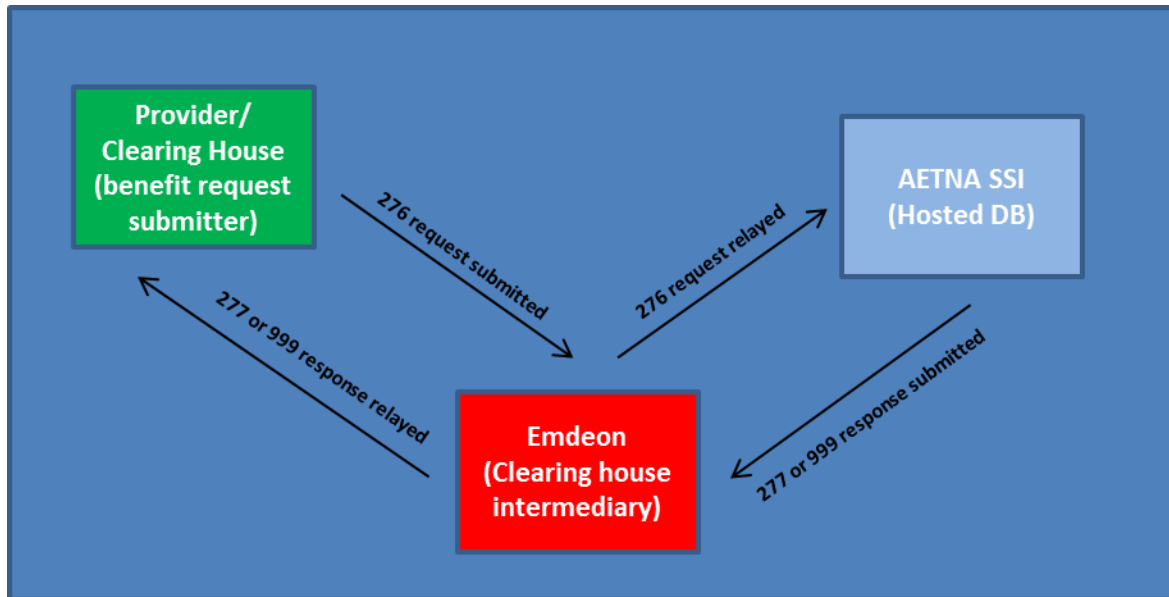 Provider/
Clearing House
(benefit request
submitter)
AETNA SSI
(Hosted DB)
276 request submitted
276 request relayed
277 or 999 response relayed
277 or 999 response submitted
Emdeon
(Clearing house
intermediary)